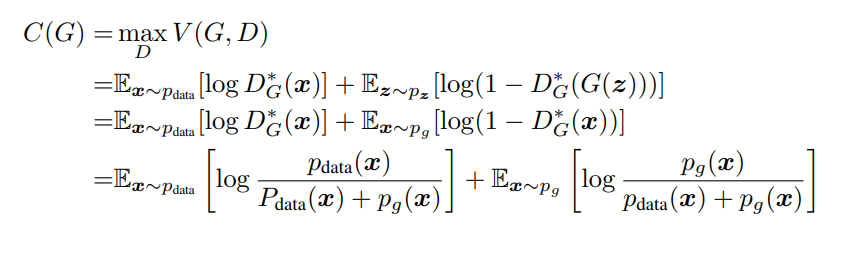 C(G) = max_D V(G, D)
=𝔼_{x∼p_data}[log D*_G(x)] + 𝔼_{z∼p_z}[log(1 − D*_G(G(z)))]
=𝔼_{x∼p_data}[log D*_G(x)] + 𝔼_{x∼p_g}[log(1 − D*_G(x))]
=𝔼_{x∼p_data}[log p_data(x) / (P_data(x) + p_g(x))] + 𝔼_{x∼p_g}[log p_g(x) / (p_data(x) + p_g(x))]